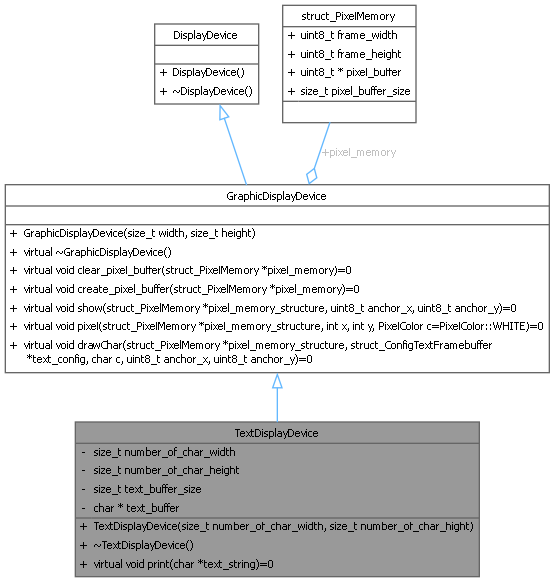 DisplayDevice
+ DisplayDevice()
+ ~DisplayDevice()
struct_PixelMemory
+ uint8_t frame_width
+ uint8_t frame_height
+ uint8_t * pixel_buffer
+ size_t pixel_buffer_size
+pixel_memory
GraphicDisplayDevice
+ GraphicDisplayDevice(size_t width, size_t height)
+ virtual ~GraphicDisplayDevice()
+ virtual void clear_pixel_buffer(struct_PixelMemory *pixel_memory)=0
+ virtual void create_pixel_buffer(struct_PixelMemory *pixel_memory)=0
+ virtual void show(struct_PixelMemory *pixel_memory_structure, uint8_t anchor_x, uint8_t anchor_y)=0
+ virtual void pixel(struct_PixelMemory *pixel_memory_structure, int x, int y, PixelColor c=PixelColor::WHITE)=0
+ virtual void drawChar(struct_PixelMemory *pixel_memory_structure, struct_ConfigTextFramebuffer
*text_config, char c, uint8_t anchor_x, uint8_t anchor_y)=0
TextDisplayDevice
- size_t number_of_char_width
- size_t number_of_char_height
- size_t text_buffer_size
- char * text_buffer
+ TextDisplayDevice(size_t number_of_char_width, size_t number_of_char_hight)
+ ~TextDisplayDevice()
+ virtual void print(char *text_string)=0